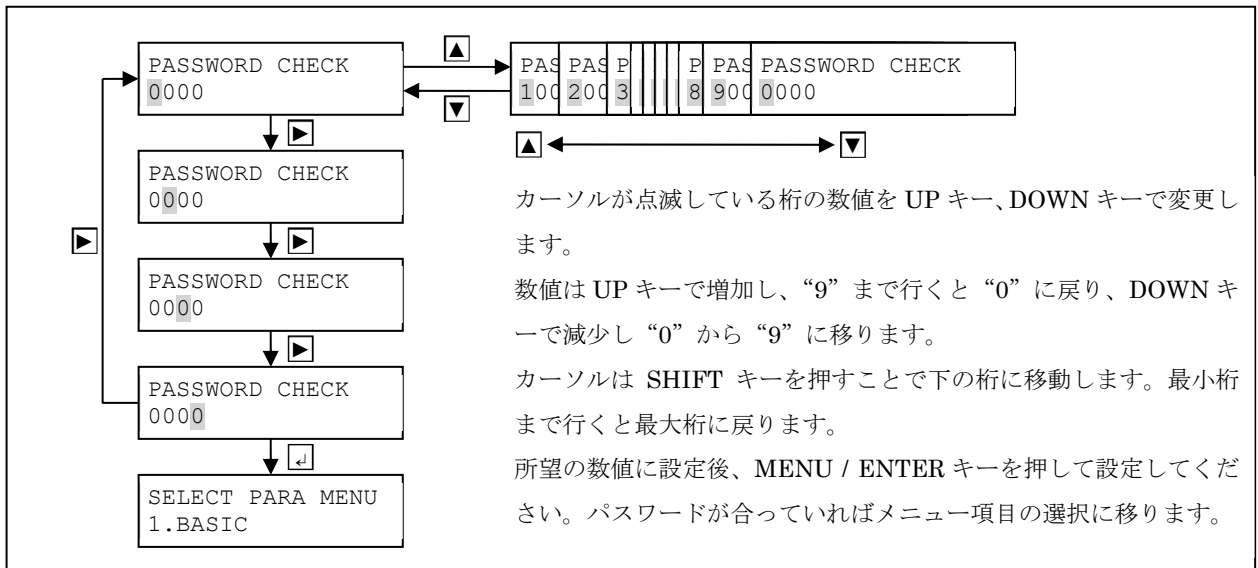 PASSWORD CHECK
0000
▲
▼
PAS
100
PAS
200
P
3
P
8
PAS
900
PASSWORD CHECK
0000
▲
▼
►
PASSWORD CHECK
0000
►
►
PASSWORD CHECK
0000
►
PASSWORD CHECK
0000
↵
SELECT PARA MENU
1.BASIC
カーソルが点滅している桁の数値を UP キー、DOWN キーで変更し
ます。
数値は UP キーで増加し、“9”まで行くと“0”に戻り、DOWN キ
ーで減少し“0”から“9”に移ります。
カーソルは SHIFT キーを押すことで下の桁に移動します。最小桁
まで行くと最大桁に戻ります。
所望の数値に設定後、MENU / ENTER キーを押して設定してくだ
さい。パスワードが合っていればメニュー項目の選択に移ります。